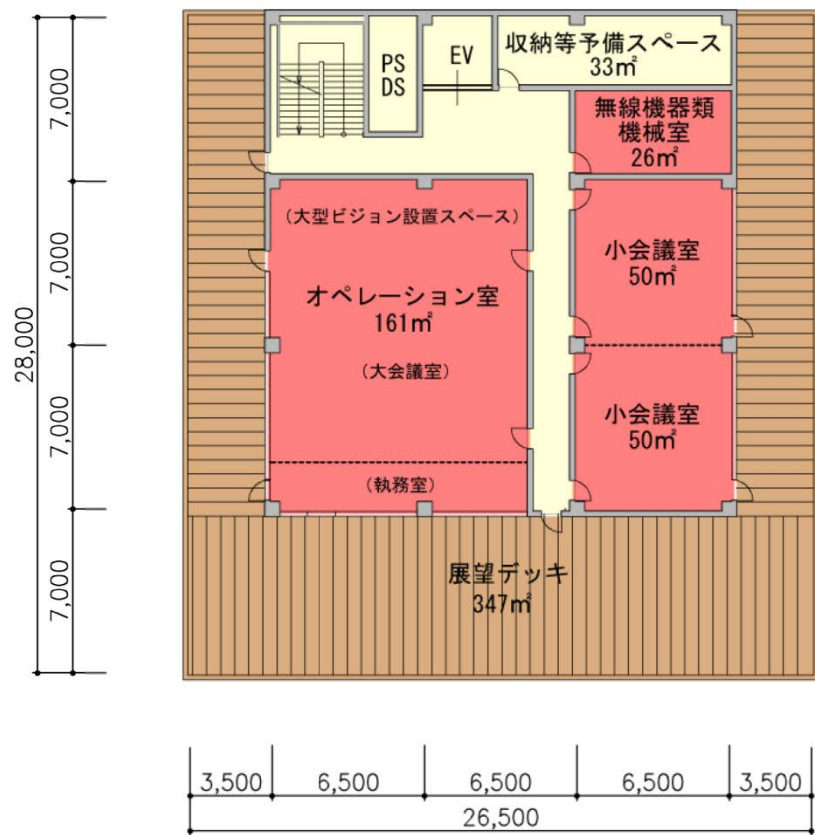 PS
DS
EV
収納等予備スペース
33㎡
無線機器類
機械室
26㎡
(大型ビジョン設置スペース)
オペレーション室
161㎡
(大会議室)
(執務室)
小会議室
50㎡
小会議室
50㎡
展望デッキ
347㎡
7,000
7,000
7,000
7,000
28,000
3,500
6,500
6,500
6,500
3,500
26,500